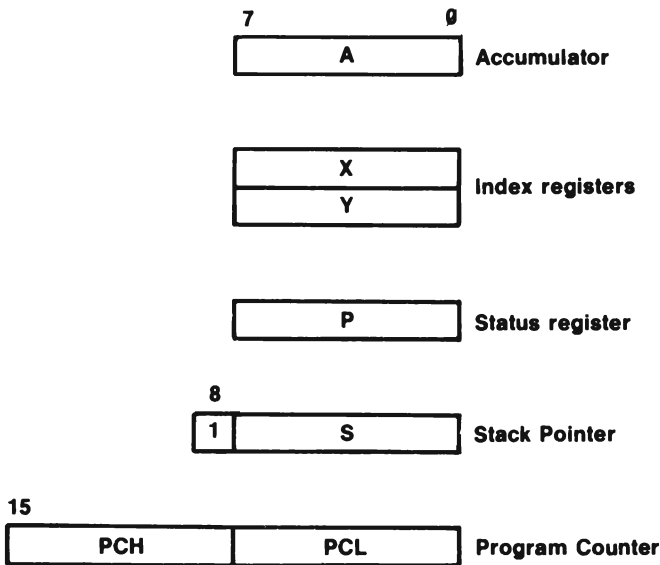 7 0
A Accumulator
X
Index registers
Y
P Status register
8
1 S Stack Pointer
15
PCH PCL Program Counter